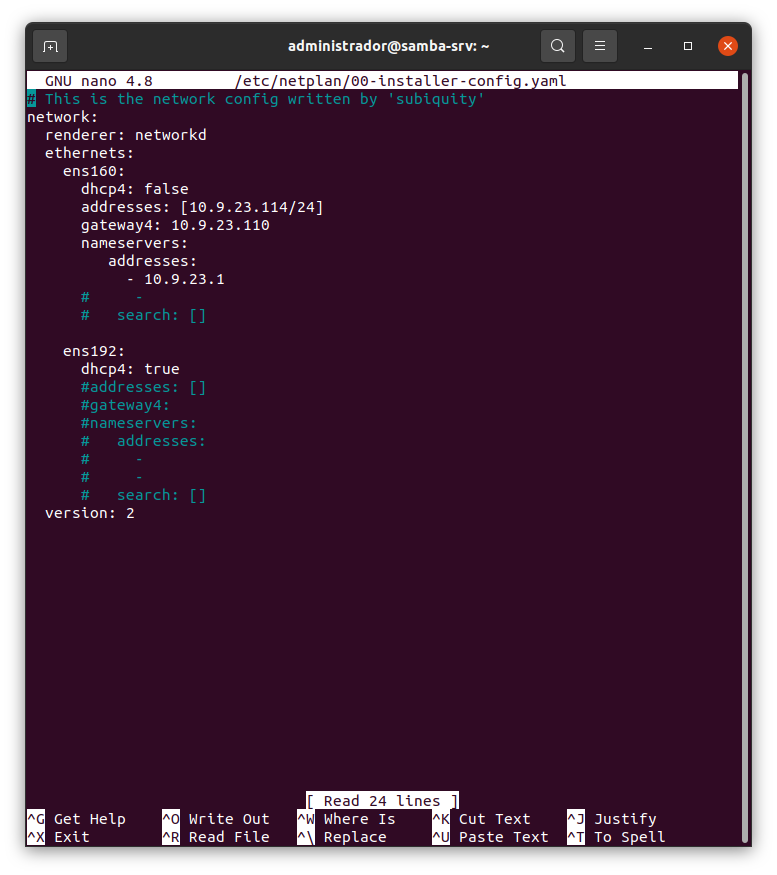 administrador@samba-srv: ~
GNU nano 4.8 /etc/netplan/00-installer-config.yaml
# This is the network config written by 'subiquity'
network:
  renderer: networkd
  ethernets:
    ens160:
      dhcp4: false
      addresses: [10.9.23.114/24]
      gateway4: 10.9.23.110
      nameservers:
         addresses:
           - 10.9.23.1
      #     -
      #   search: []

    ens192:
      dhcp4: true
      #addresses: []
      #gateway4:
      #nameservers:
      #   addresses:
      #     -
      #     -
      #   search: []
  version: 2
[ Read 24 lines ]
^G Get Help ^O Write Out ^W Where Is ^K Cut Text ^J Justify
^X Exit ^R Read File ^\ Replace ^U Paste Text ^T To Spell